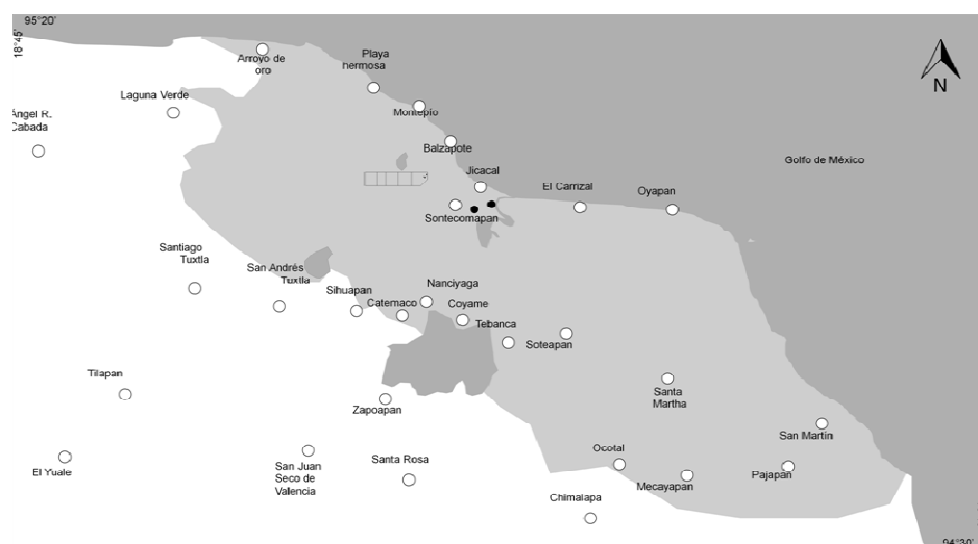 95°20'
18°45'
Arroyo de
oro
Playa
hermosa
Laguna Verde
Ángel R.
Cabada
Montepío
Balzapote
Golfo de México
Jicacal
El Carrizal
Oyapan
Sontecomapan
Santiago
Tuxtla
San Andrés
Tuxtla
Sihuapan
Nanciyaga
Catemaco
Coyame
Tebanca
Soteapan
Tilapan
Zapoapan
Santa
Martha
San Martin
El Yuale
San Juan
Seco de
Valencia
Santa Rosa
Ocotal
Mecayapan
Pajapan
Chimalapa
94°30'
N